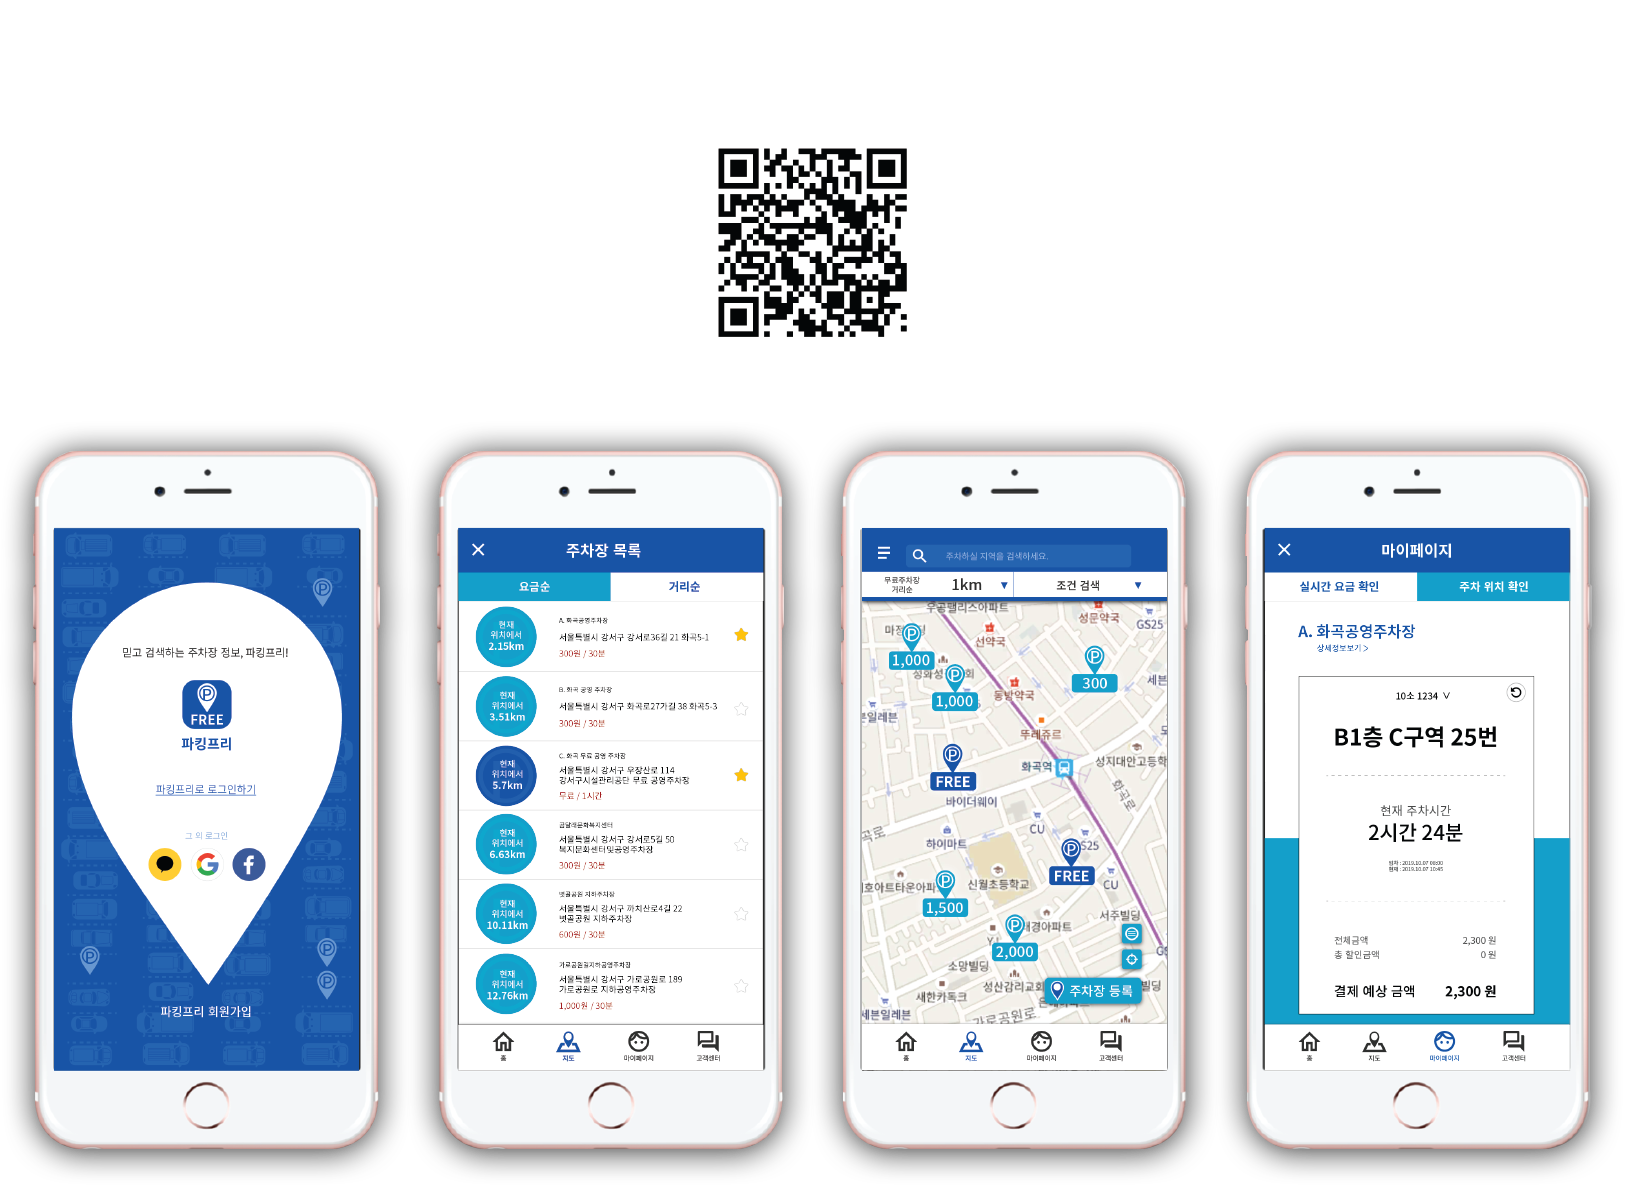 믿고 검색하는 주차장 정보, 파킹프리!
P
FREE
파킹프리
파킹프리로 로그인하기
그 외 로그인
파킹프리 회원가입
주차장 목록
요금순
거리순
현재
위치에서
2.15km
A. 화곡공영주차장
서울특별시 강서구 강서로36길 21 화곡5-1
300원 / 30분
현재
위치에서
3.51km
B. 화곡 공영 주차장
서울특별시 강서구 화곡로27가길 38 화곡5-3
300원 / 30분
현재
위치에서
5.7km
C. 화곡 무료 공영 주차장
서울특별시 강서구 우장산로 114
강서구시설관리공단 무료 공영주차장
무료 / 1시간
현재
위치에서
6.63km
곰달래문화복지센터
서울특별시 강서구 강서로5길 50
복지문화센터및공영주차장
300원 / 30분
현재
위치에서
10.11km
볏골공원 지하주차장
서울특별시 강서구 까치산로4길 22
볏골공원 지하주차장
600원 / 30분
현재
위치에서
12.76km
가로공원길지하공영주차장
서울특별시 강서구 가로공원로 189
가로공원로 지하공영주차장
1,000원 / 30분
홈
지도
마이페이지
고객센터
주차하실 지역을 검색하세요.
무료주차장
거리순
1km
조건 검색
우공팰리스아파트
성문약국
GS25
선약국
1,000
1,000
동방약국
300
뚜레쥬르
화곡역
성지대안고등학
FREE
바이더웨이
화곡로
CU
하이마트
FREE
신월초등학교
CU
1,500
서주빌딩
2,000
소망빌딩
성산감리교회
새한카독크
세븐일레븐
가로공원로
주차장 등록
홈
지도
마이페이지
고객센터
마이페이지
실시간 요금 확인
주차 위치 확인
A. 화곡공영주차장
상세정보보기 >
10소 1234 ∨
B1층 C구역 25번
현재 주차시간
2시간 24분
전체금액
2,300 원
총 할인금액
0 원
결제 예상 금액
2,300 원
홈
지도
마이페이지
고객센터